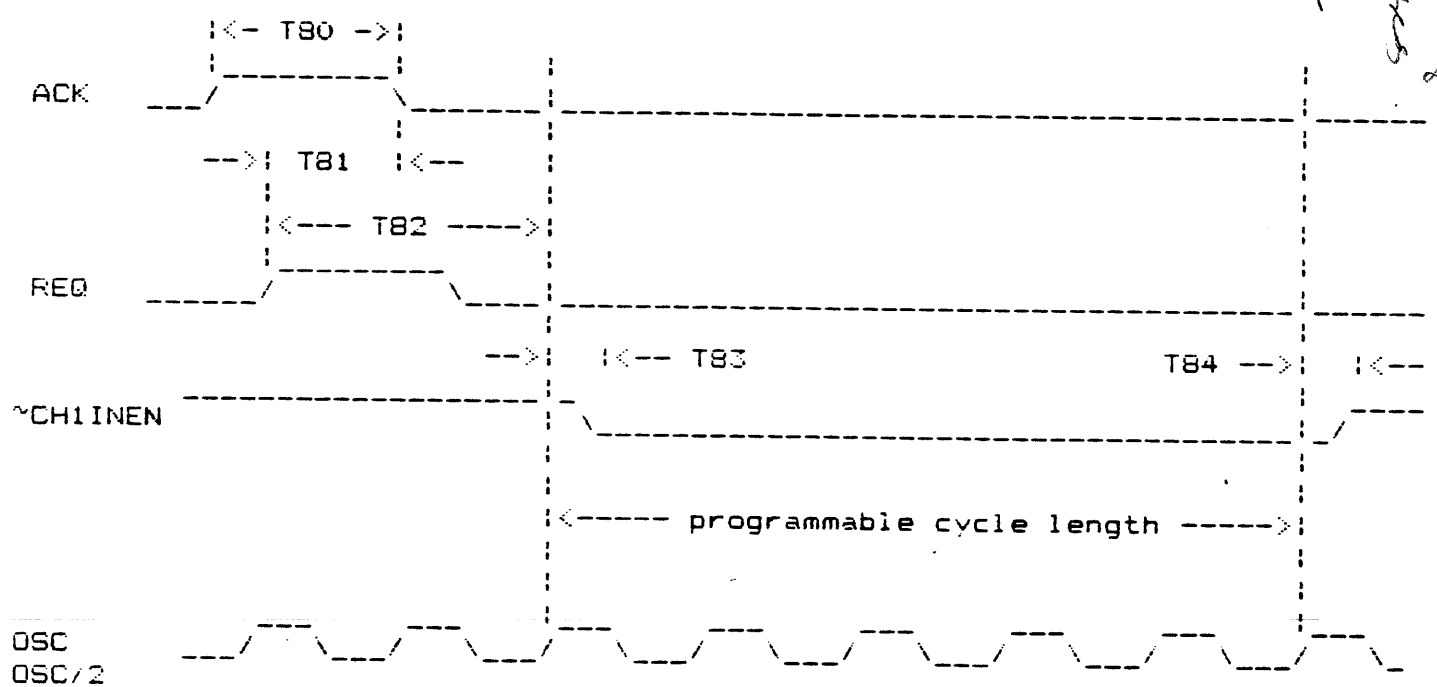 T80
ACK
T81
T82
REQ
T83 T84
~CH1INEN
programmable cycle length
OSC
OSC/2